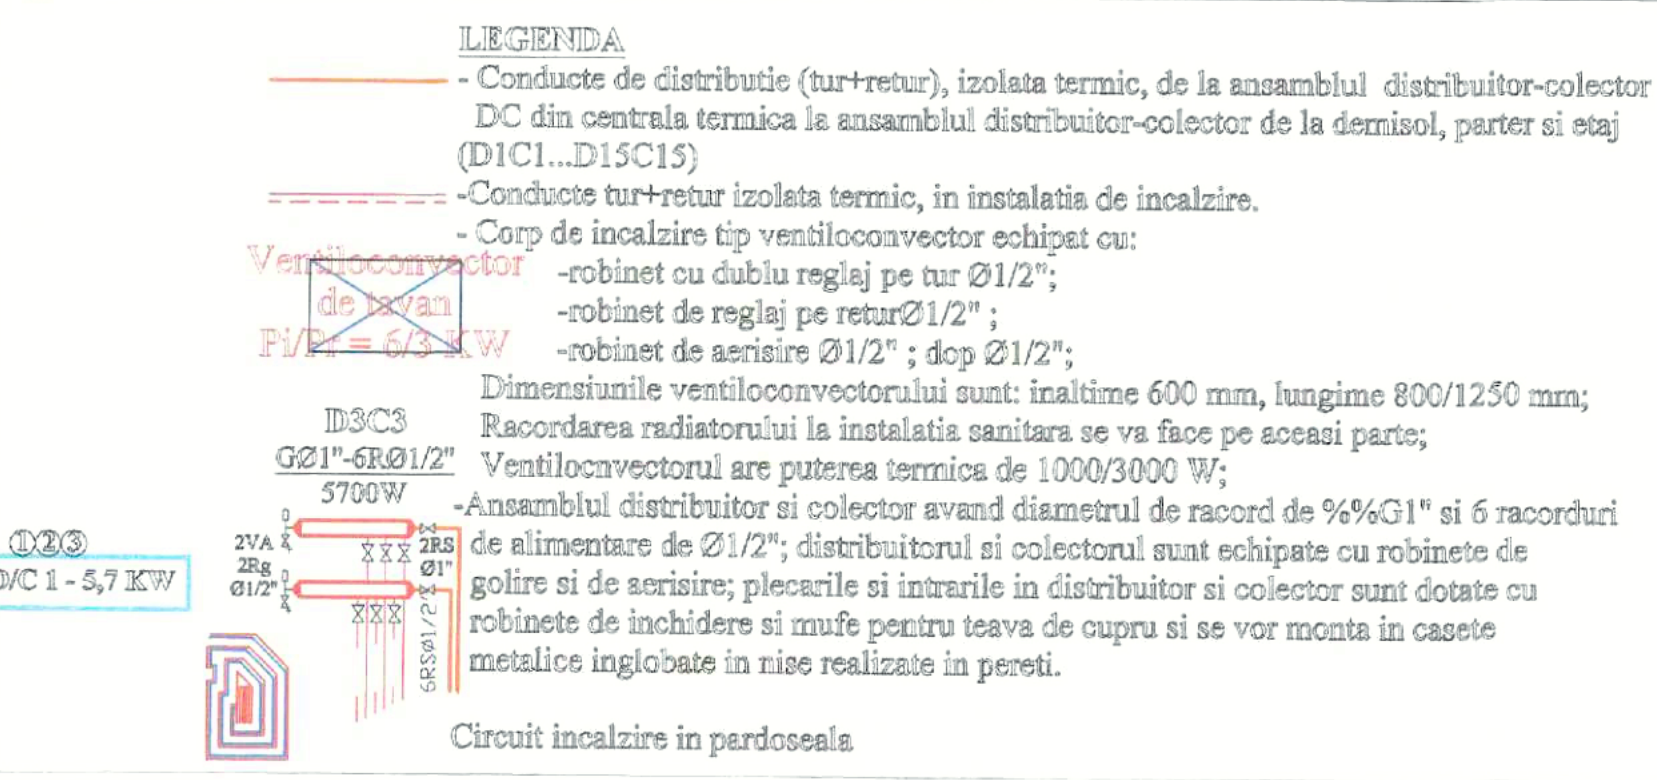 LEGENDA
- Conducte de distributie (tur+retur), izolata termic, de la ansamblul distribuitor-colector
DC din centrala termica la ansamblul distribuitor-colector de la demisol, parter si etaj
(D1C1...D15C15)
-Conducte tur+retur izolata termic, in instalatia de incalzire.
- Corp de incalzire tip ventiloconvector echipat cu:
Ventiloconvector
de tavan
Pi/Pr = 6/3 KW
-robinet cu dublu reglaj pe tur Ø1/2";
-robinet de reglaj pe returØ1/2" ;
-robinet de aerisire Ø1/2" ; dop Ø1/2";
Dimensiunile ventiloconvectorului sunt: inaltime 600 mm, lungime 800/1250 mm;
Racordarea radiatorului la instalatia sanitara se va face pe aceasi parte;
Ventilocnvectorul are puterea termica de 1000/3000 W;
D3C3
GØ1"-6RØ1/2"
5700W
-Ansamblul distribuitor si colector avand diametrul de racord de %%G1" si 6 racorduri
de alimentare de Ø1/2"; distribuitorul si colectorul sunt echipate cu robinete de
golire si de aerisire; plecarile si intrarile in distribuitor si colector sunt dotate cu
robinete de inchidere si mufe pentru teava de cupru si se vor monta in casete
metalice inglobate in nise realizate in pereti.
①②③
D/C 1 - 5,7 KW
2VA
2Rg
Ø1/2"
2RS
Ø1"
6RSØ1/2
Circuit incalzire in pardoseala